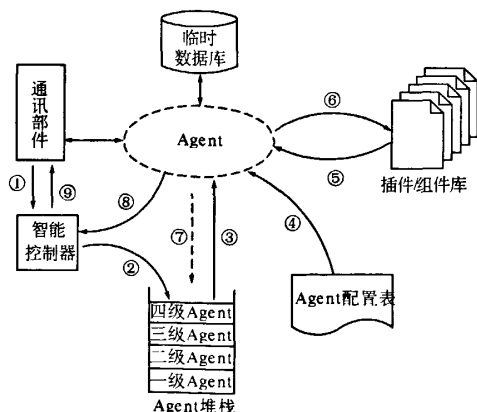 临时
数据库
通讯
部件
Agent
⑥
⑤
插件/组件库
①
⑨
⑧
⑦
③
④
智能
控制器
②
Agent配置表
四级Agent
三级Agent
二级Agent
一级Agent
Agent堆栈